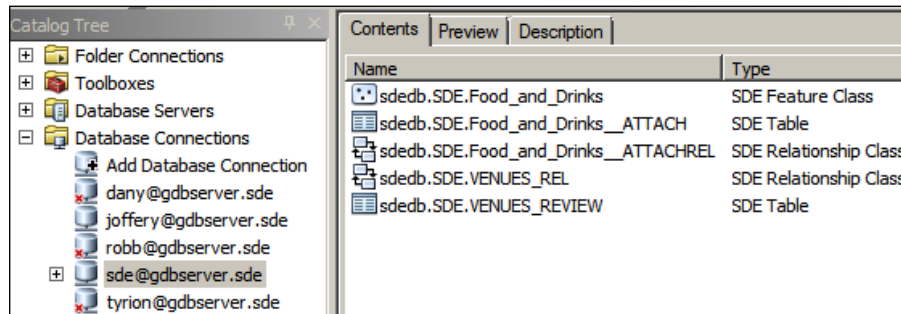 Catalog Tree
Folder Connections
Toolboxes
Database Servers
Database Connections
Add Database Connection
dany@gdbserver.sde
joffery@gdbserver.sde
robb@gdbserver.sde
sde@gdbserver.sde
tyrion@gdbserver.sde
Contents Preview Description
Name Type
sdedb.SDE.Food_and_Drinks SDE Feature Class
sdedb.SDE.Food_and_Drinks__ATTACH SDE Table
sdedb.SDE.Food_and_Drinks__ATTACHREL SDE Relationship Class
sdedb.SDE.VENUES_REL SDE Relationship Class
sdedb.SDE.VENUES_REVIEW SDE Table